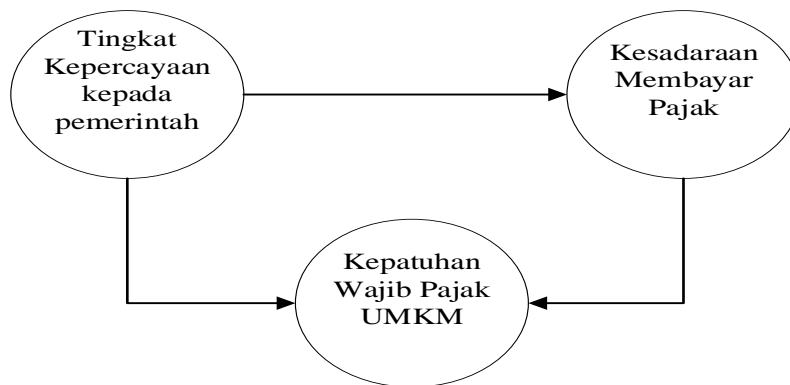 Tingkat
Kepercayaan
kepada
pemerintah
Kesadaraan
Membayar
Pajak
Kepatuhan
Wajib Pajak
UMKM